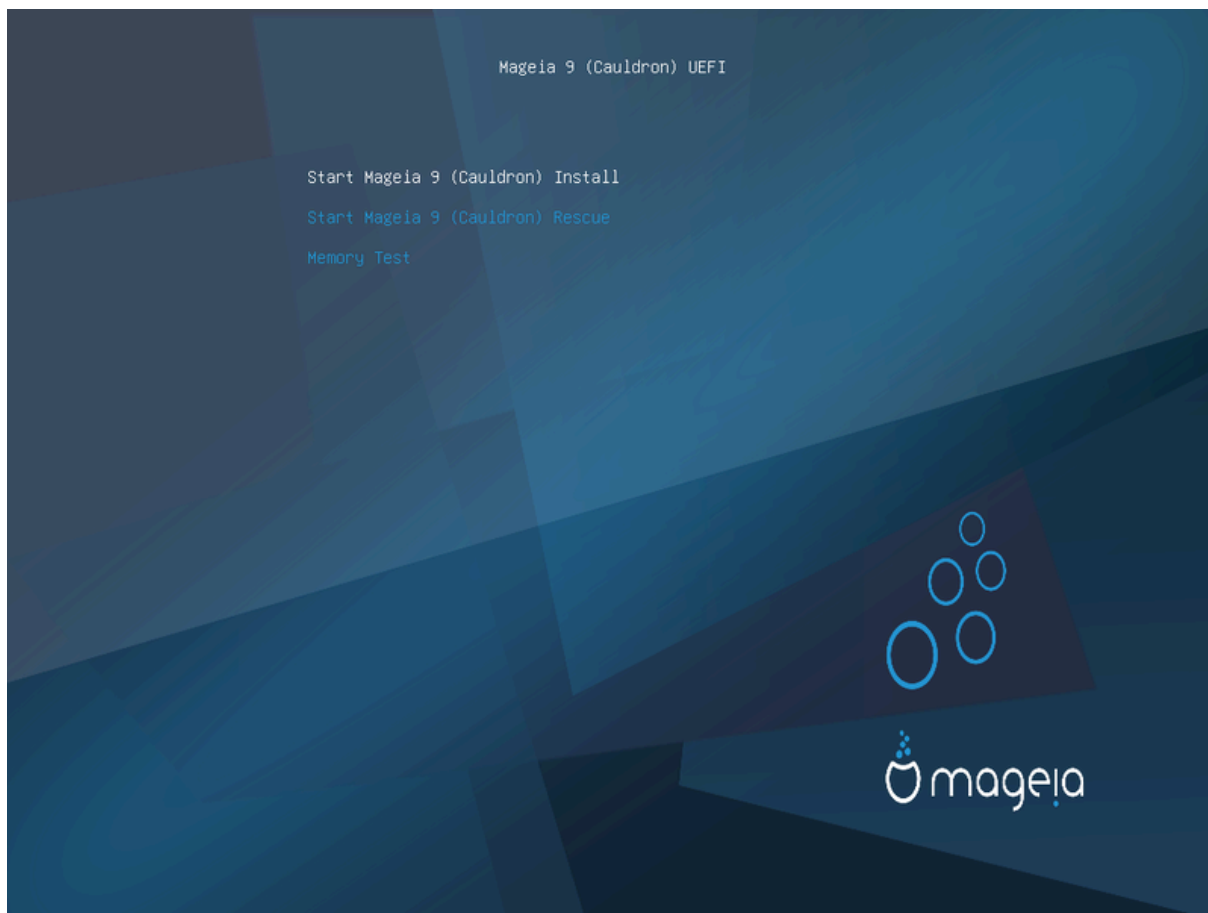 Mageia 9 (Cauldron) UEFI
Start Mageia 9 (Cauldron) Install
Start Mageia 9 (Cauldron) Rescue
Memory Test
mageia